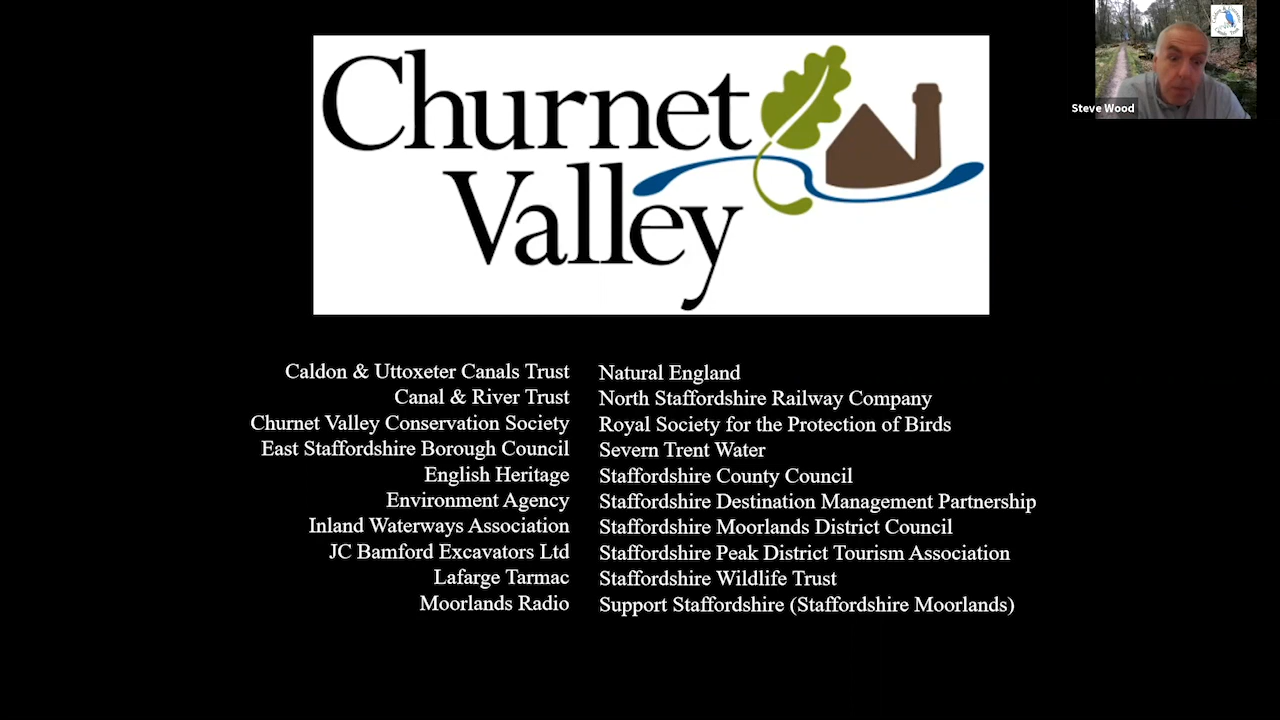 Churnet
Valley
Steve Wood
Caldon & Uttoxeter Canals Trust
Canal & River Trust
Churnet Valley Conservation Society
East Staffordshire Borough Council
English Heritage
Environment Agency
Inland Waterways Association
JC Bamford Excavators Ltd
Lafarge Tarmac
Moorlands Radio
Natural England
North Staffordshire Railway Company
Royal Society for the Protection of Birds
Severn Trent Water
Staffordshire County Council
Staffordshire Destination Management Partnership
Staffordshire Moorlands District Council
Staffordshire Peak District Tourism Association
Staffordshire Wildlife Trust
Support Staffordshire (Staffordshire Moorlands)